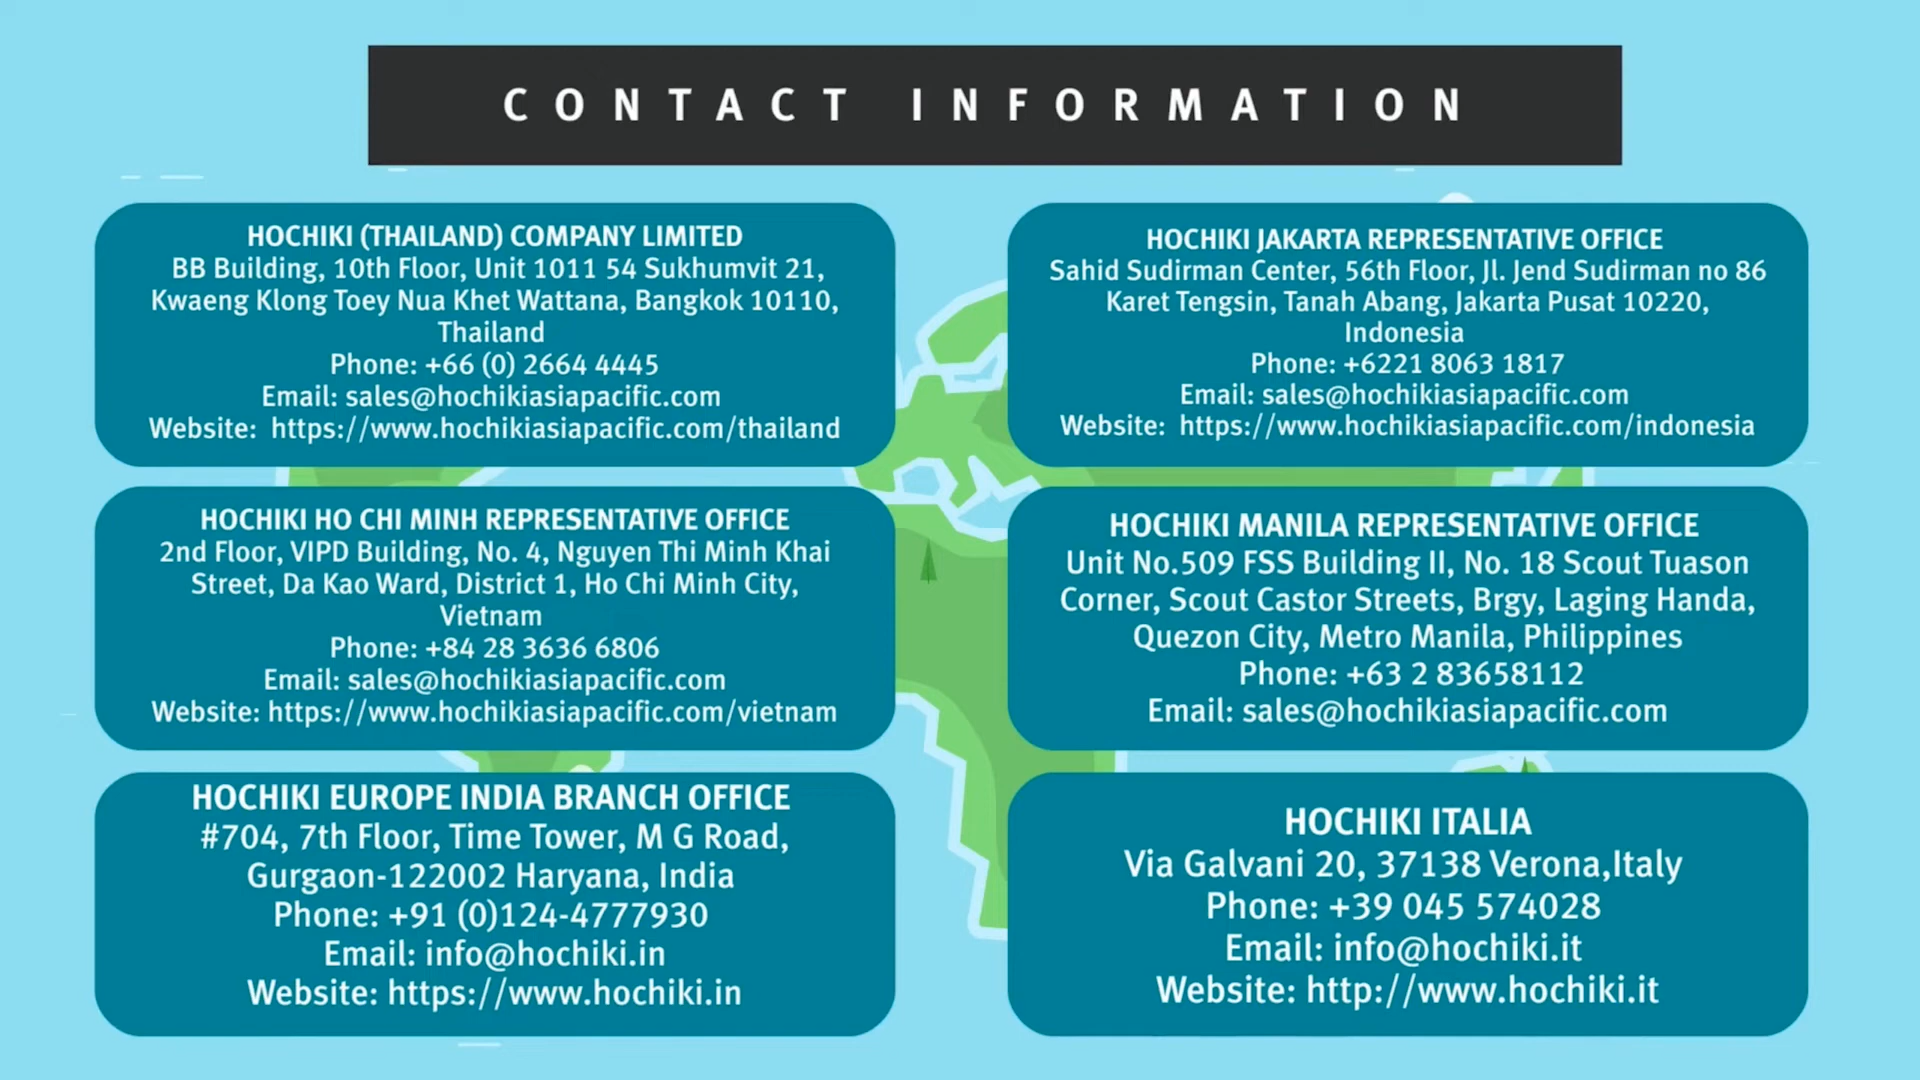 CONTACT INFORMATION
HOCHIKI (THAILAND) COMPANY LIMITED
BB Building, 10th Floor, Unit 1011 54 Sukhumvit 21,
Kwaeng Klong Toey Nua Khet Wattana, Bangkok 10110,
Thailand
Phone: +66 (0) 2664 4445
Email: sales@hochikiasiapacific.com
Website: https://www.hochikiasiapacific.com/thailand
HOCHIKI JAKARTA REPRESENTATIVE OFFICE
Sahid Sudirman Center, 56th Floor, Jl. Jend Sudirman no 86
Karet Tengsin, Tanah Abang, Jakarta Pusat 10220,
Indonesia
Phone: +6221 8063 1817
Email: sales@hochikiasiapacific.com
Website: https://www.hochikiasiapacific.com/indonesia
HOCHIKI HO CHI MINH REPRESENTATIVE OFFICE
2nd Floor, VIPD Building, No. 4, Nguyen Thi Minh Khai
Street, Da Kao Ward, District 1, Ho Chi Minh City,
Vietnam
Phone: +84 28 3636 6806
Email: sales@hochikiasiapacific.com
Website: https://www.hochikiasiapacific.com/vietnam
HOCHIKI MANILA REPRESENTATIVE OFFICE
Unit No.509 FSS Building II, No. 18 Scout Tuason
Corner, Scout Castor Streets, Brgy, Laging Handa,
Quezon City, Metro Manila, Philippines
Phone: +63 2 83658112
Email: sales@hochikiasiapacific.com
HOCHIKI EUROPE INDIA BRANCH OFFICE
#704, 7th Floor, Time Tower, M G Road,
Gurgaon-122002 Haryana, India
Phone: +91 (0)124-4777930
Email: info@hochiki.in
Website: https://www.hochiki.in
HOCHIKI ITALIA
Via Galvani 20, 37138 Verona,Italy
Phone: +39 045 574028
Email: info@hochiki.it
Website: http://www.hochiki.it